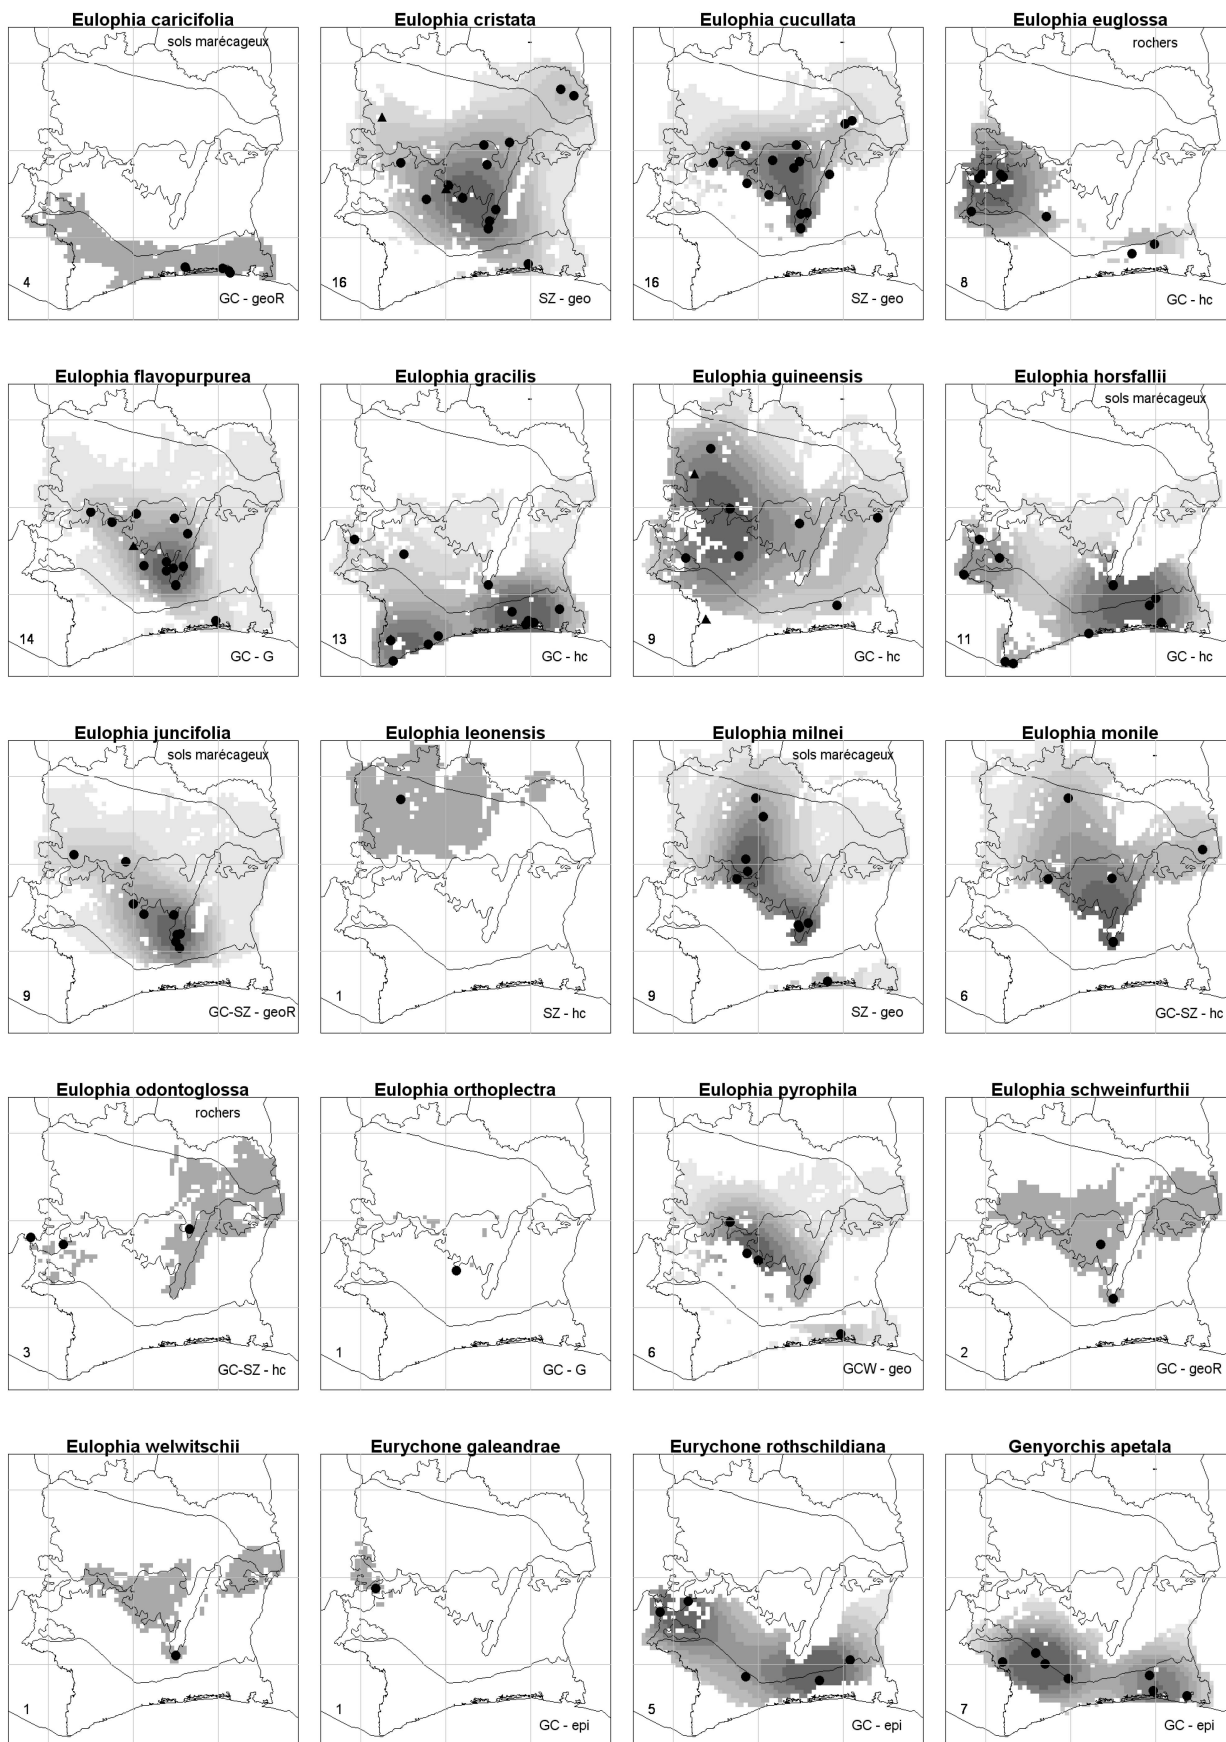 Eulophia caricifolia
sols marécageux
4
GC - geoR
Eulophia cristata
16
SZ - geo
Eulophia cucullata
16
SZ - geo
Eulophia euglossa
rochers
8
GC - hc
Eulophia flavopurpurea
14
GC - G
Eulophia gracilis
13
GC - hc
Eulophia guineensis
9
GC - hc
Eulophia horsfallii
sols marécageux
11
GC - hc
Eulophia juncifolia
sols marécageux
9
GC-SZ - geoR
Eulophia leonensis
1
SZ - hc
Eulophia milnei
sols marécageux
9
SZ - geo
Eulophia monile
6
GC-SZ - hc
Eulophia odontoglossa
rochers
3
GC-SZ - hc
Eulophia orthoplectra
1
GC - G
Eulophia pyrophila
6
GCW - geo
Eulophia schweinfurthii
2
GC - geoR
Eulophia welwitschii
1
Eurychone galeandrae
1
GC - epi
Eurychone rothschildiana
5
GC - epi
Genyorchis apetala
7
GC - epi